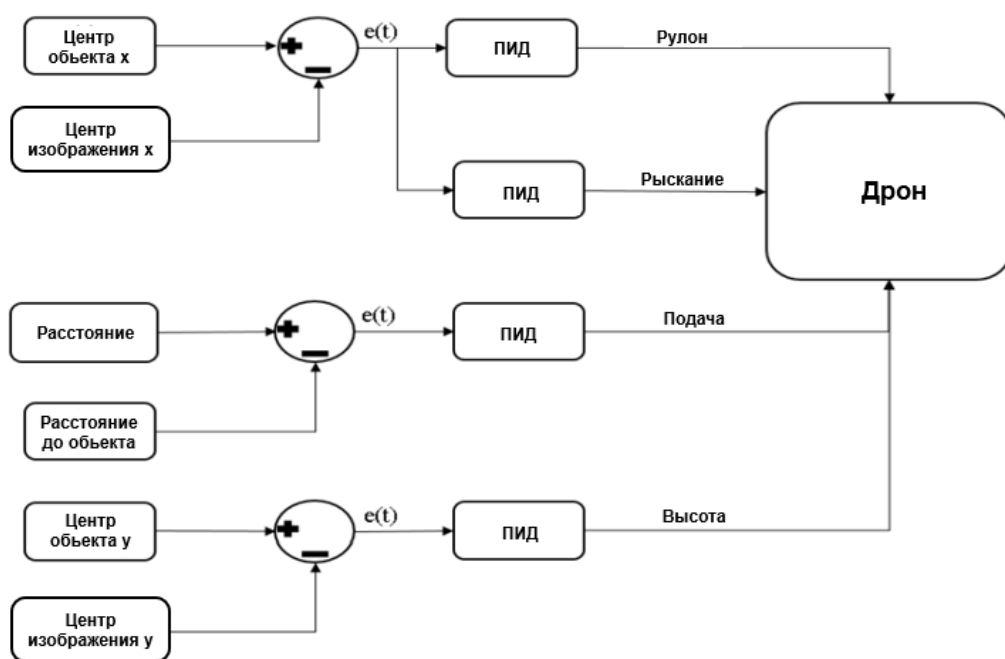 Центр
обьекта x
e(t)
ПИД
Рулон
Центр
изображения x
ПИД
Рыскание
Дрон
Расстояние
e(t)
ПИД
Подача
Расстояние
до обьекта
Центр
обьекта y
e(t)
ПИД
Высота
Центр
изображения y